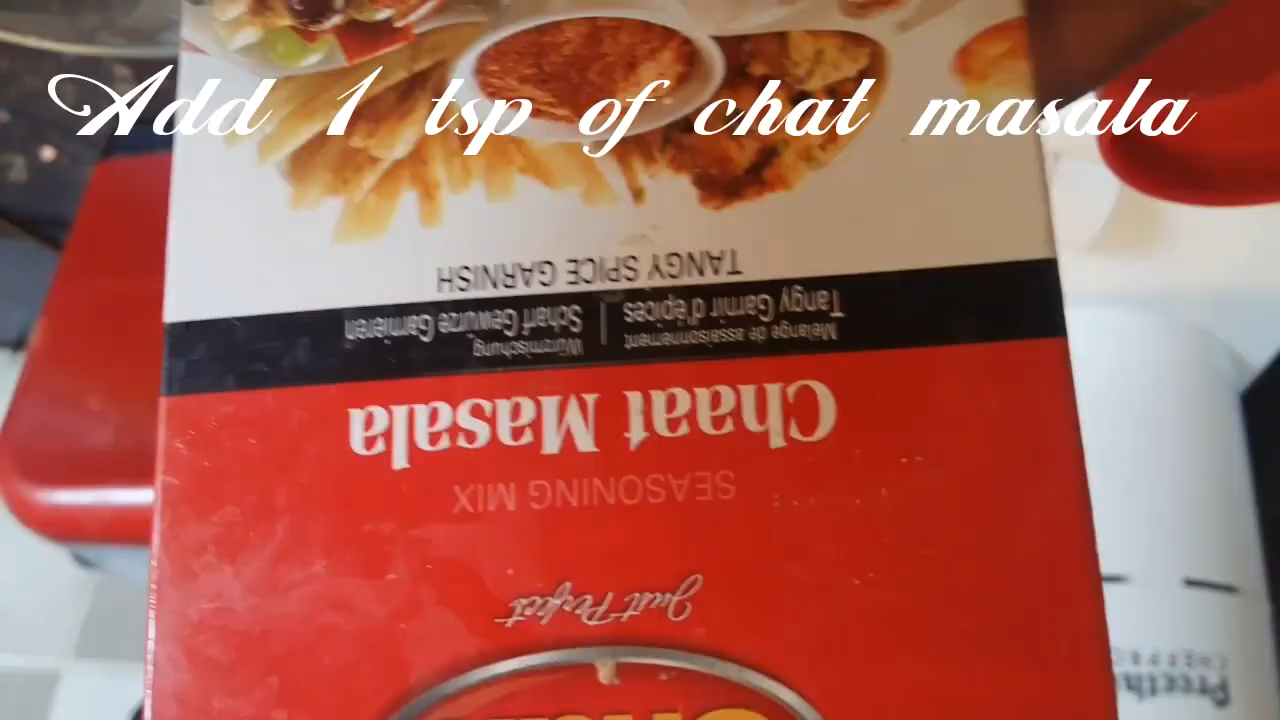 Add 1 tsp of chat masala
Just Perfect
SEASONING MIX
Chaat Masala
Mélange de assaisonnement
Tangy Garnir d'épices
Würzmischung
Scharf Gewürze Garnieren
TANGY SPICE GARNISH